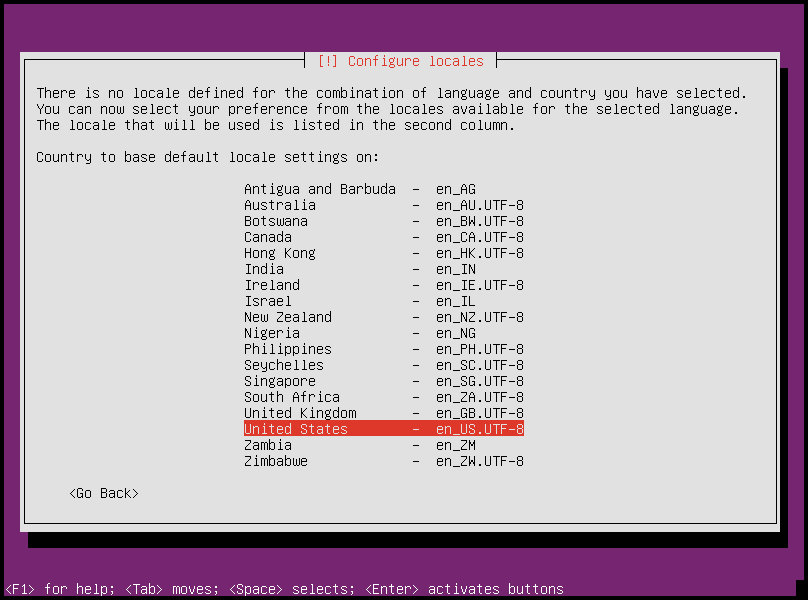 [!] Configure locales
There is no locale defined for the combination of language and country you have selected.
You can now select your preference from the locales available for the selected language.
The locale that will be used is listed in the second column.
Country to base default locale settings on:
Antigua and Barbuda – en_AG
Australia – en_AU.UTF-8
Botswana – en_BW.UTF-8
Canada – en_CA.UTF-8
Hong Kong – en_HK.UTF-8
India – en_IN
Ireland – en_IE.UTF-8
Israel – en_IL
New Zealand – en_NZ.UTF-8
Nigeria – en_NG
Philippines – en_PH.UTF-8
Seychelles – en_SC.UTF-8
Singapore – en_SG.UTF-8
South Africa – en_ZA.UTF-8
United Kingdom – en_GB.UTF-8
United States – en_US.UTF-8
Zambia – en_ZM
Zimbabwe – en_ZW.UTF-8
<Go Back>
<F1> for help; <Tab> moves; <Space> selects; <Enter> activates buttons